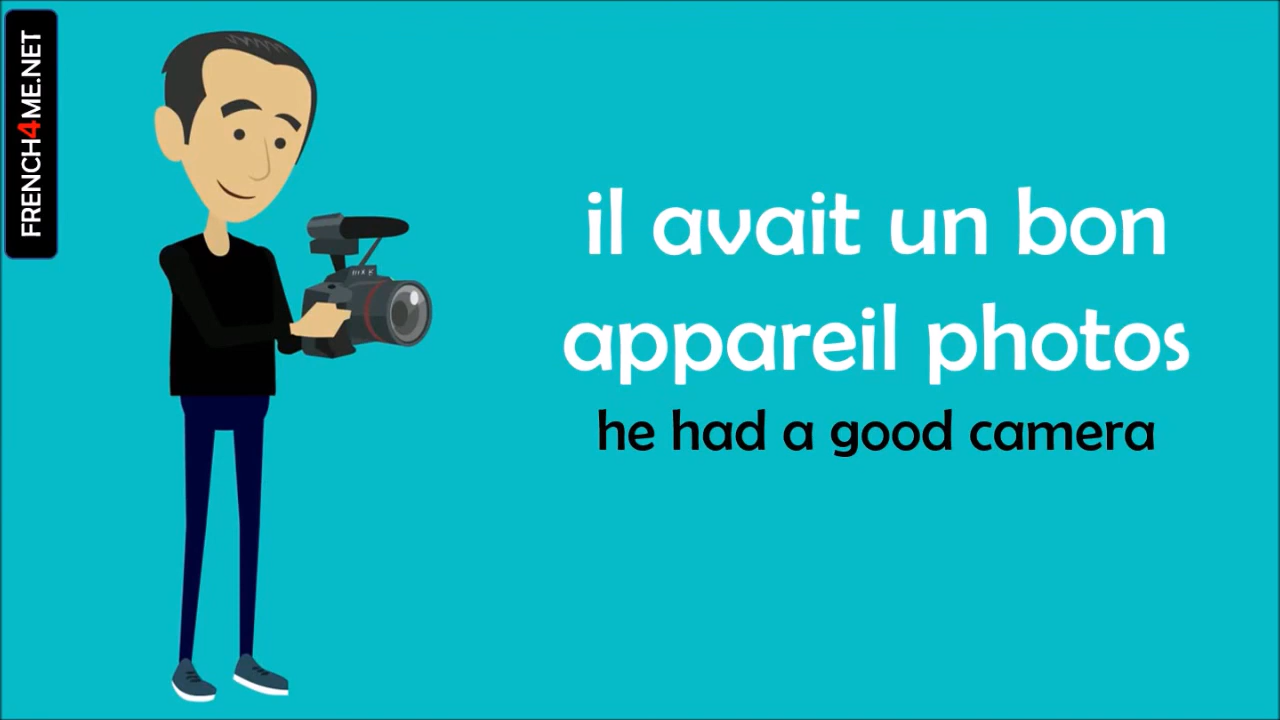 FRENCH4ME.NET
il avait un bon
appareil photos
he had a good camera